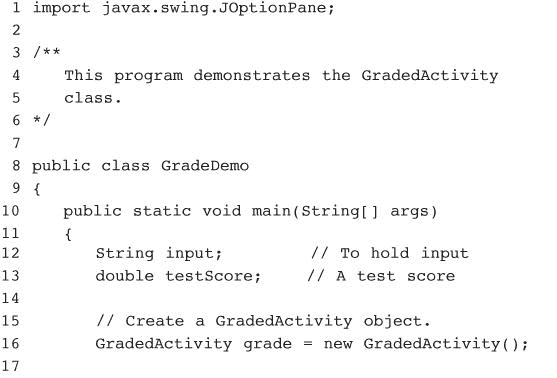 1 import javax.swing.JOptionPane;
2
3 /**
4    This program demonstrates the GradedActivity
5    class.
6 */
7
8 public class GradeDemo
9 {
10    public static void main(String[] args)
11    {
12       String input;         // To hold input
13       double testScore;     // A test score
14
15       // Create a GradedActivity object.
16       GradedActivity grade = new GradedActivity();
17